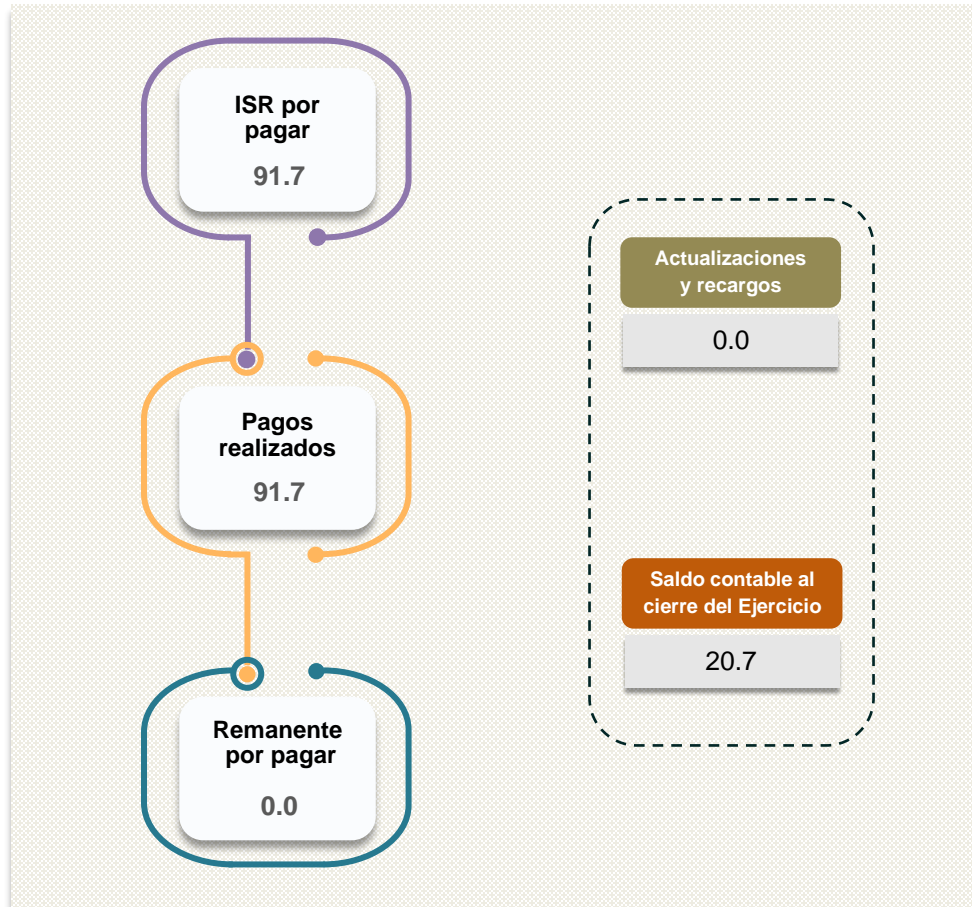 ISR por
pagar
91.7
Pagos
realizados
91.7
Remanente
por pagar
0.0
Actualizaciones
y recargos
0.0
Saldo contable al
cierre del Ejercicio
20.7